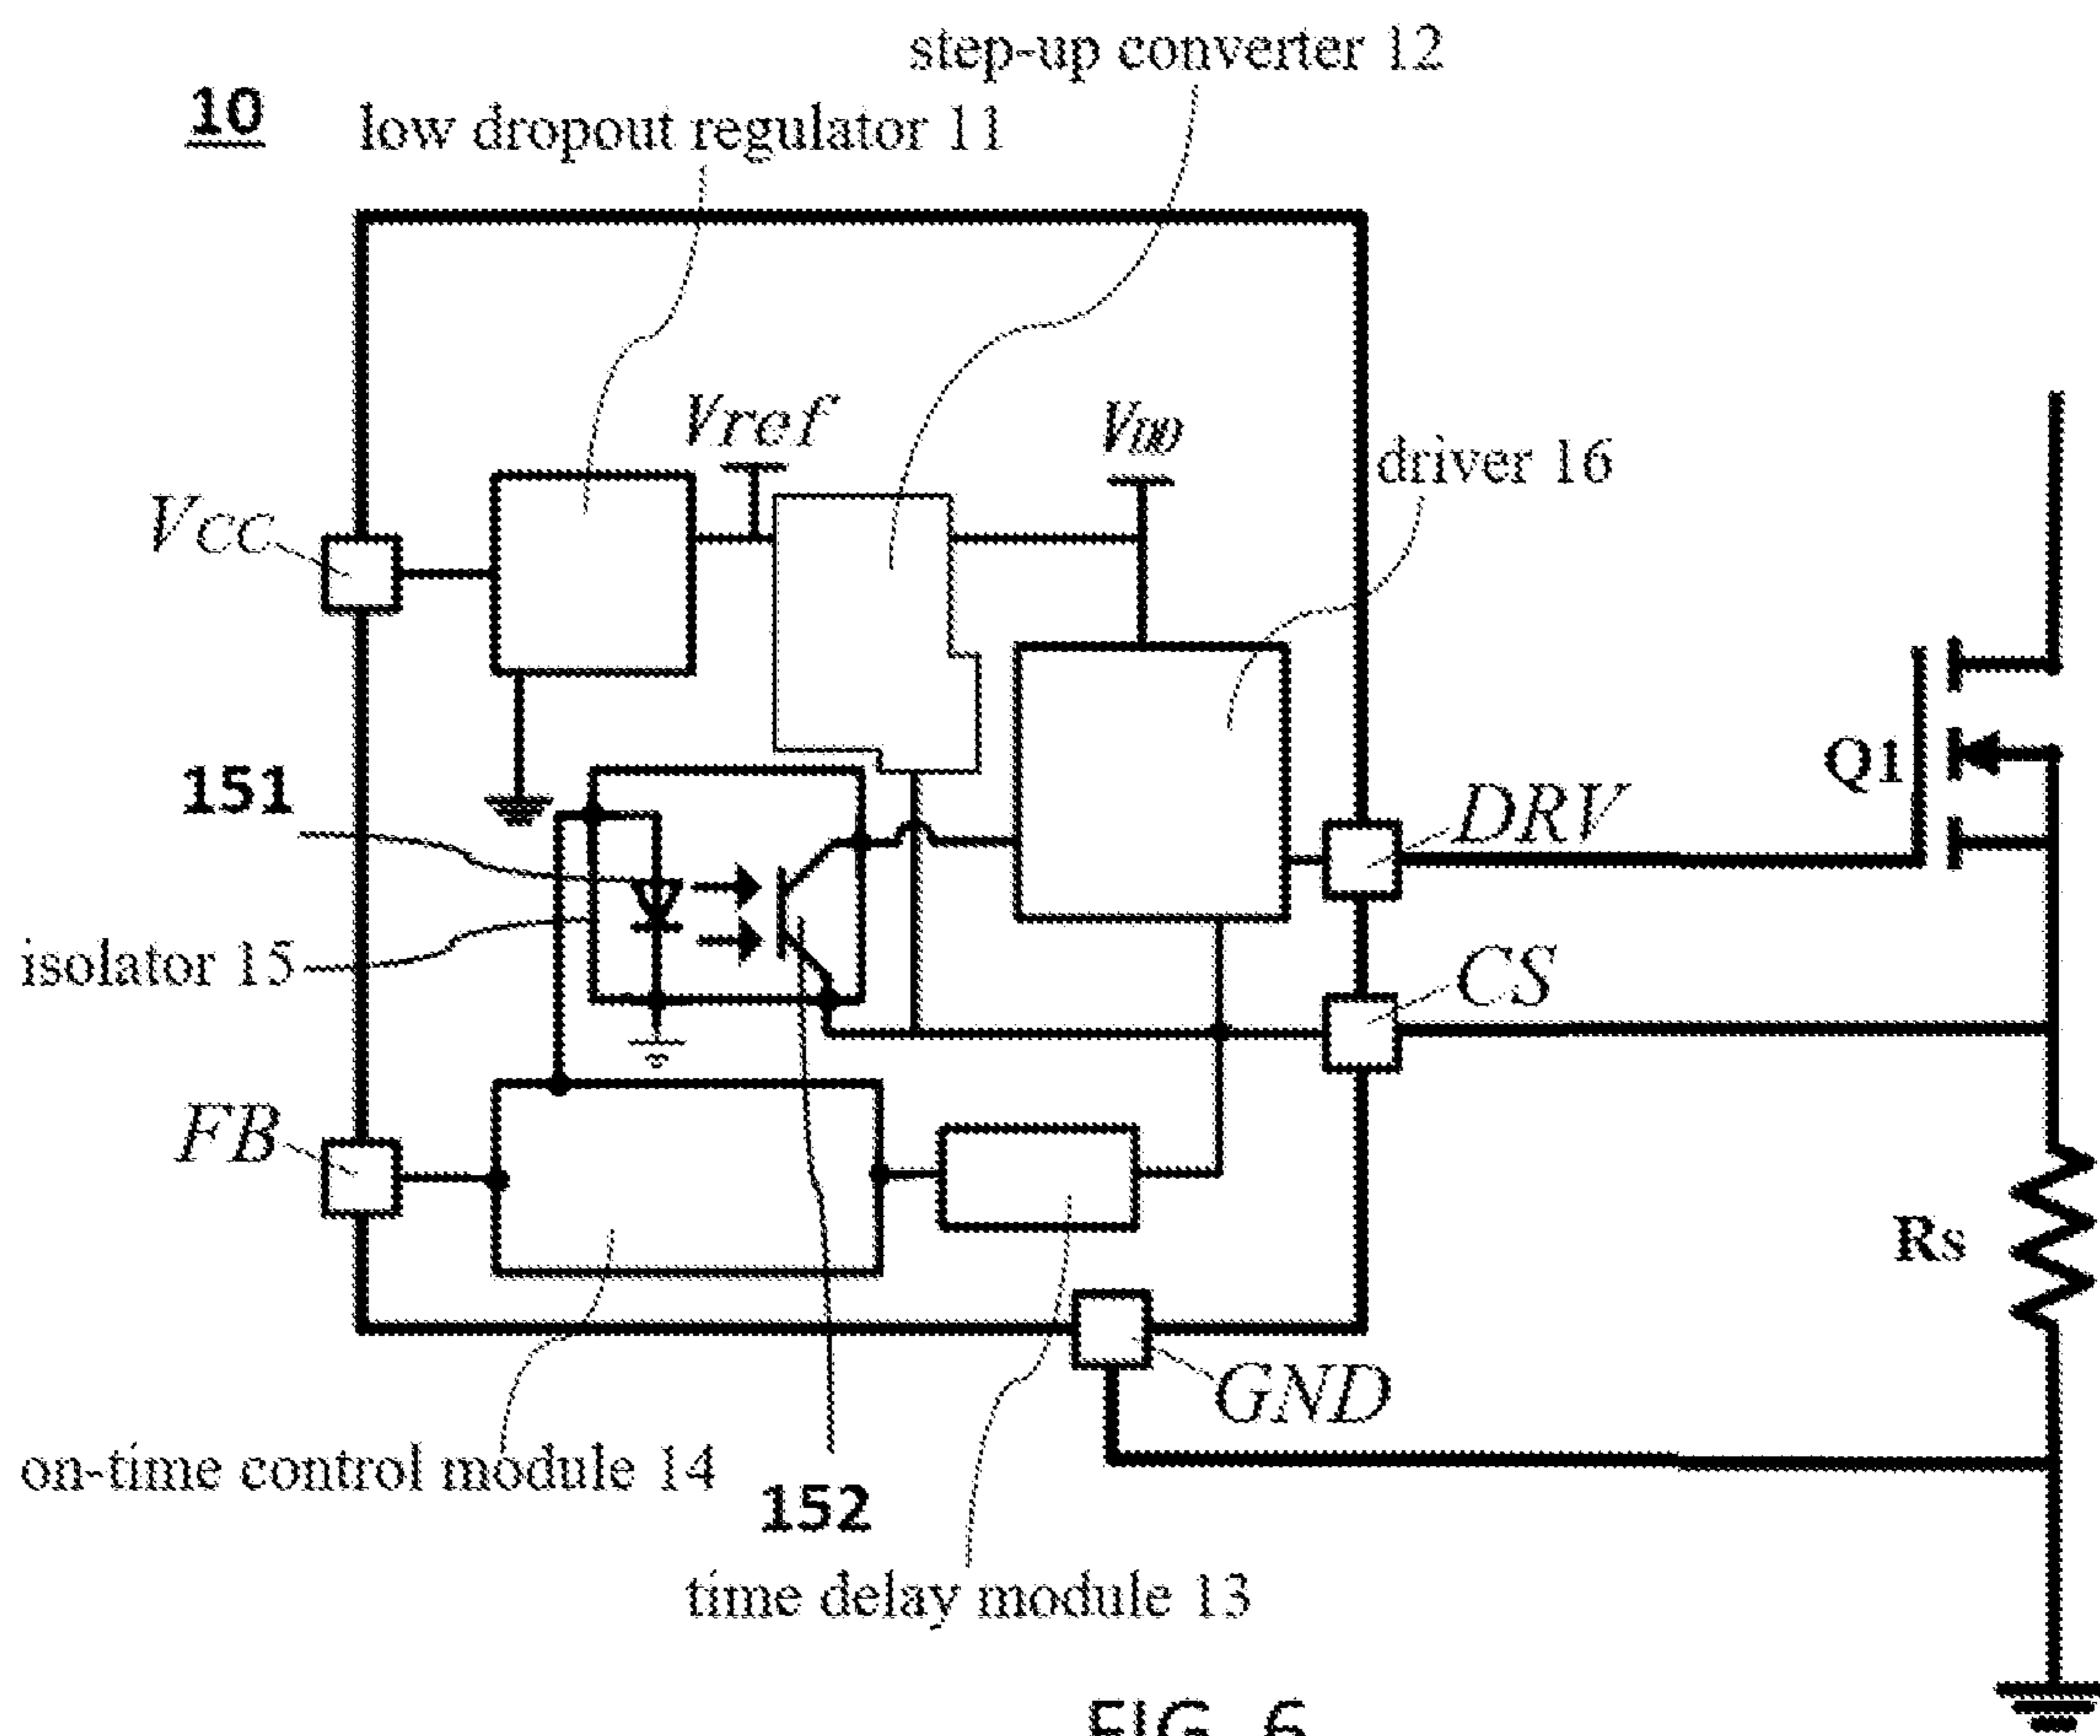 step-up converter 12
10
low dropout regulator 11
Vref
VDD
driver 16
VCC
Q1
151
DRV
isolator 15
CS
FB
Rs
GND
on-time control module 14
152
time delay module 13
FIG. 6